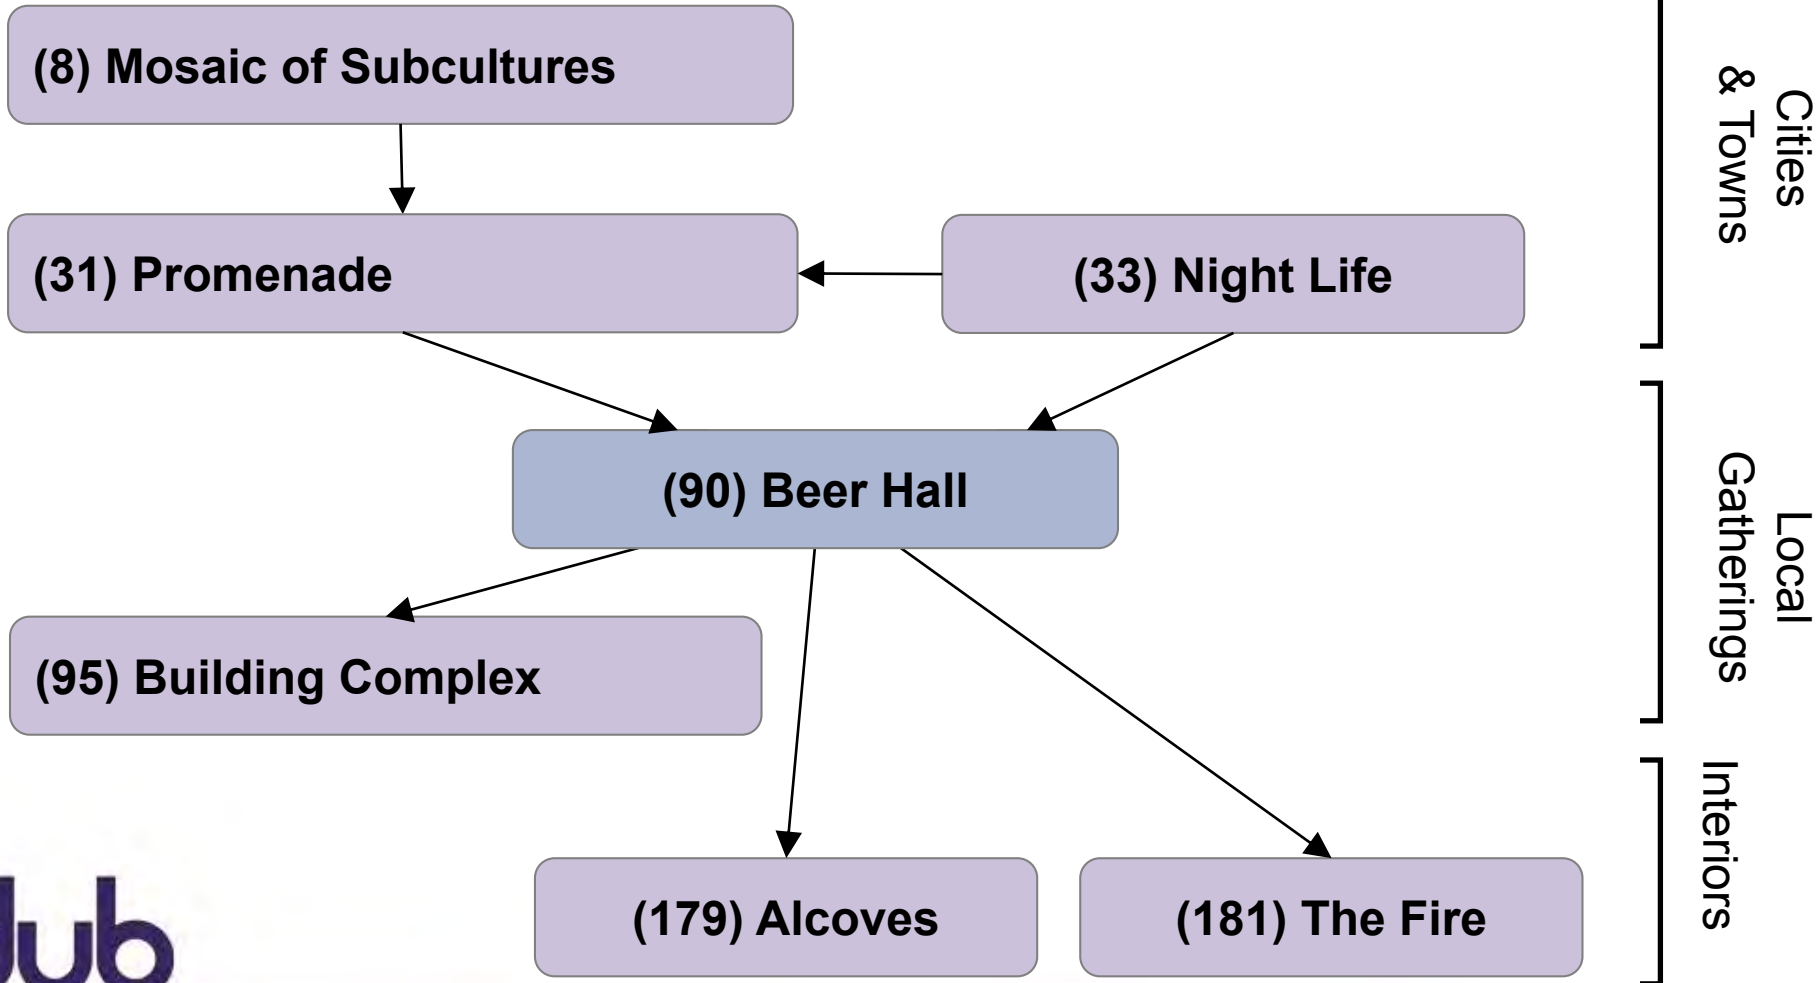 (8) Mosaic of Subcultures
(31) Promenade
(33) Night Life
Cities
& Towns
(90) Beer Hall
(95) Building Complex
Local
Gatherings
(179) Alcoves
(181) The Fire
Interiors